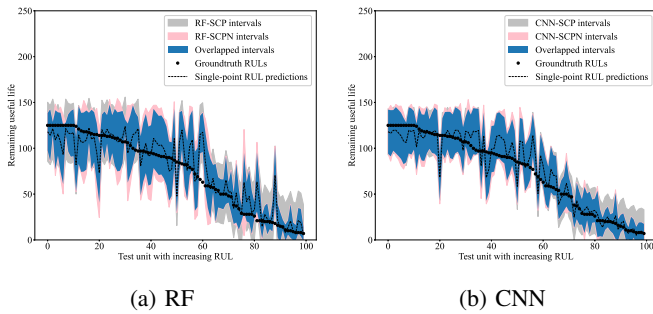 250
200
150
100
50
0
Remaining useful life
RF-SCP intervals
RF-SCPN intervals
Overlapped intervals
Groundtruth RULs
Single-point RUL predictions
0 20 40 60 80 100
Test unit with increasing RUL
(a) RF
250
200
150
100
50
0
Remaining useful life
CNN-SCP intervals
CNN-SCPN intervals
Overlapped intervals
Groundtruth RULs
Single-point RUL predictions
0 20 40 60 80 100
Test unit with increasing RUL
(b) CNN